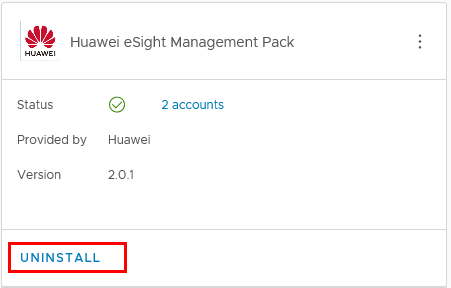 HUAWEI
Huawei eSight Management Pack
Status 2 accounts
Provided by Huawei
Version 2.0.1
UNINSTALL